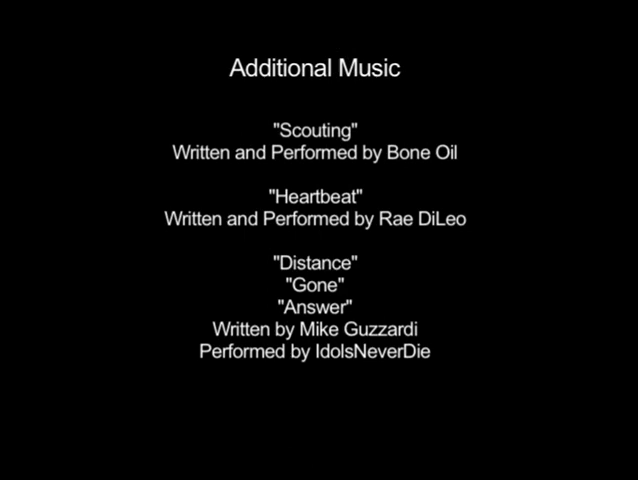 Additional Music
"Scouting"
Written and Performed by Bone Oil
"Heartbeat"
Written and Performed by Rae DiLeo
"Distance"
"Gone"
"Answer"
Written by Mike Guzzardi
Performed by IdolsNeverDie